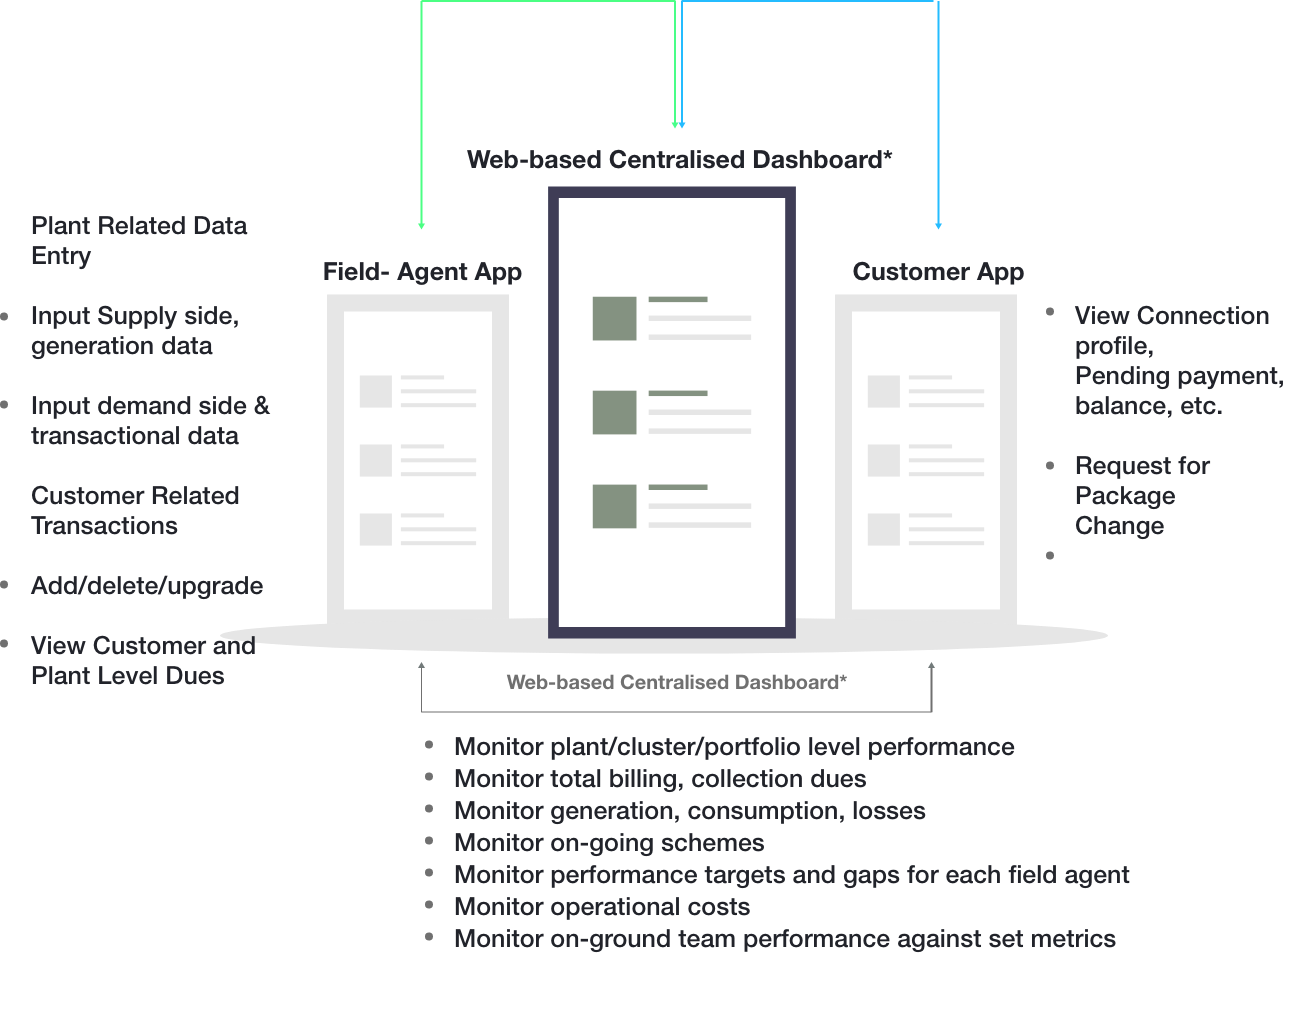 Web-based Centralised Dashboard*
Plant Related Data
Entry
Input Supply side,
generation data
Input demand side &
transactional data
Customer Related
Transactions
Add/delete/upgrade
View Customer and
Plant Level Dues
Field- Agent App
Customer App
View Connection
profile,
Pending payment,
balance, etc.
Request for
Package
Change
Web-based Centralised Dashboard*
Monitor plant/cluster/portfolio level performance
Monitor total billing, collection dues
Monitor generation, consumption, losses
Monitor on-going schemes
Monitor performance targets and gaps for each field agent
Monitor operational costs
Monitor on-ground team performance against set metrics